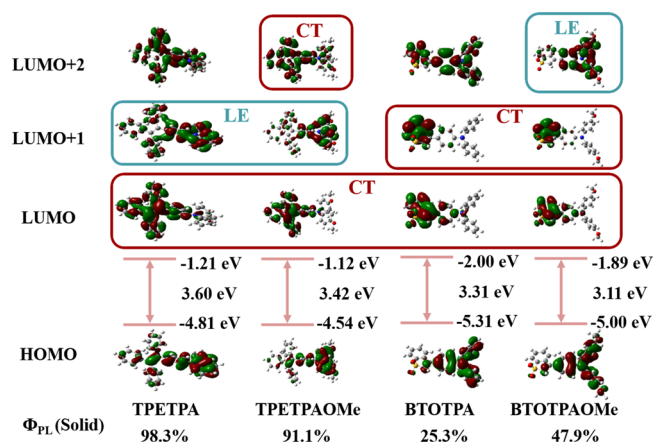 LUMO+2 CT LE
LUMO+1 LE CT
LUMO CT
-1.21 eV -1.12 eV -2.00 eV -1.89 eV
3.60 eV 3.42 eV 3.31 eV 3.11 eV
-4.81 eV -4.54 eV -5.31 eV -5.00 eV
HOMO
TPETPA TPETPAOMe BTOTPA BTOTPAOMe
ΦPL (Solid) 98.3% 91.1% 25.3% 47.9%